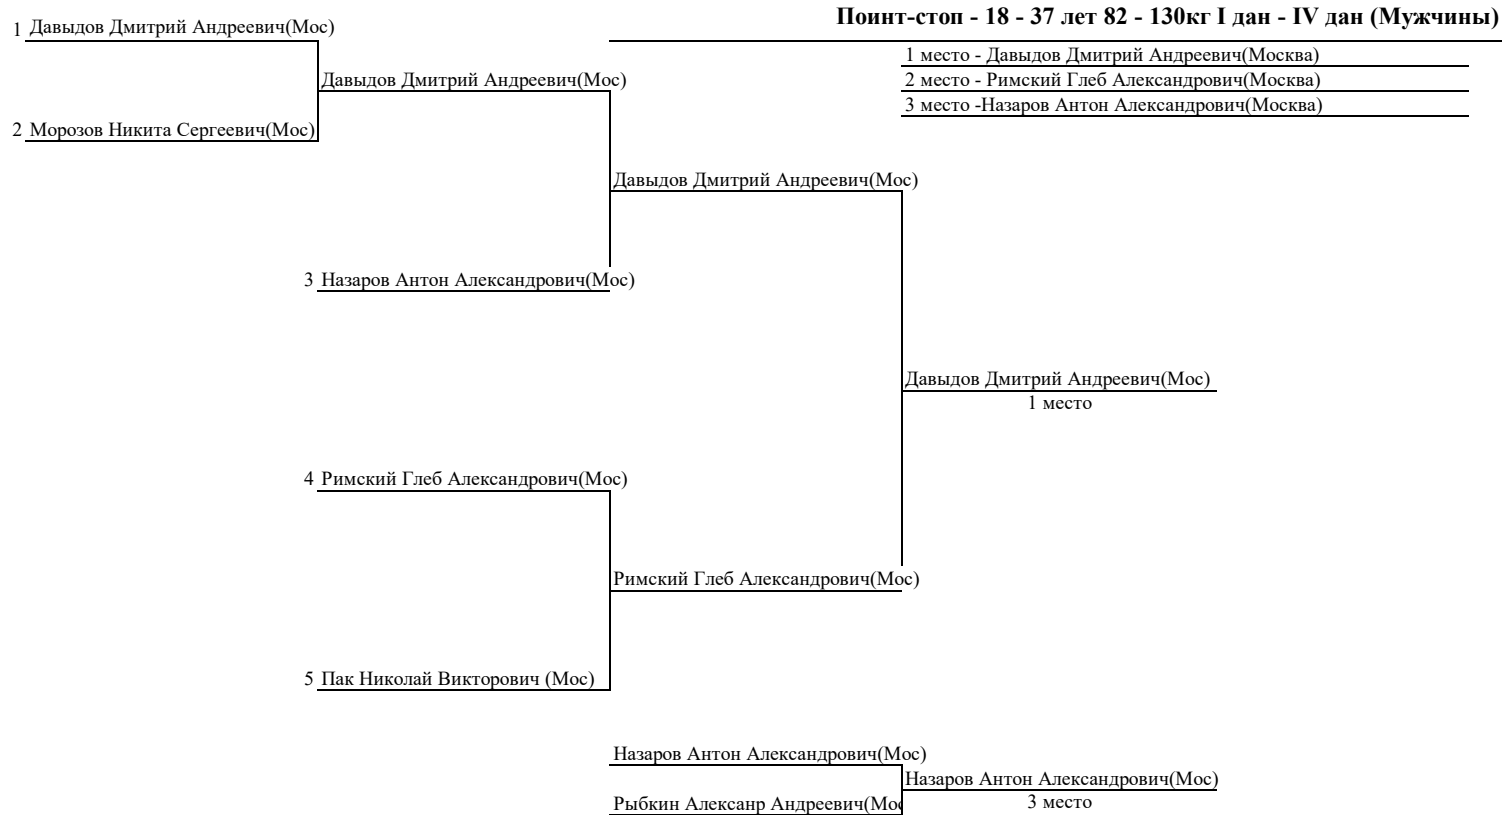 Поинт-стоп - 18 - 37 лет 82 - 130кг I дан - IV дан (Мужчины)
1 Давыдов Дмитрий Андреевич(Мос)
1 место - Давыдов Дмитрий Андреевич(Москва)
Давыдов Дмитрий Андреевич(Мос)
2 место - Римский Глеб Александрович(Москва)
3 место -Назаров Антон Александрович(Москва)
2 Морозов Никита Сергеевич(Мос)
Давыдов Дмитрий Андреевич(Мос)
3 Назаров Антон Александрович(Мос)
Давыдов Дмитрий Андреевич(Мос)
1 место
4 Римский Глеб Александрович(Мос)
Римский Глеб Александрович(Мос)
5 Пак Николай Викторович (Мос)
Назаров Антон Александрович(Мос)
Назаров Антон Александрович(Мос)
Рыбкин Алексанр Андреевич(Мос
3 место